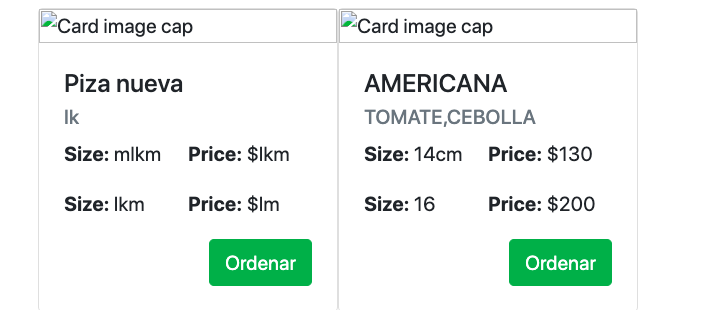 Card image cap
Piza nueva
lk
Size: mlkm Price: $lkm
Size: lkm Price: $lm
Ordenar
Card image cap
AMERICANA
TOMATE,CEBOLLA
Size: 14cm Price: $130
Size: 16 Price: $200
Ordenar